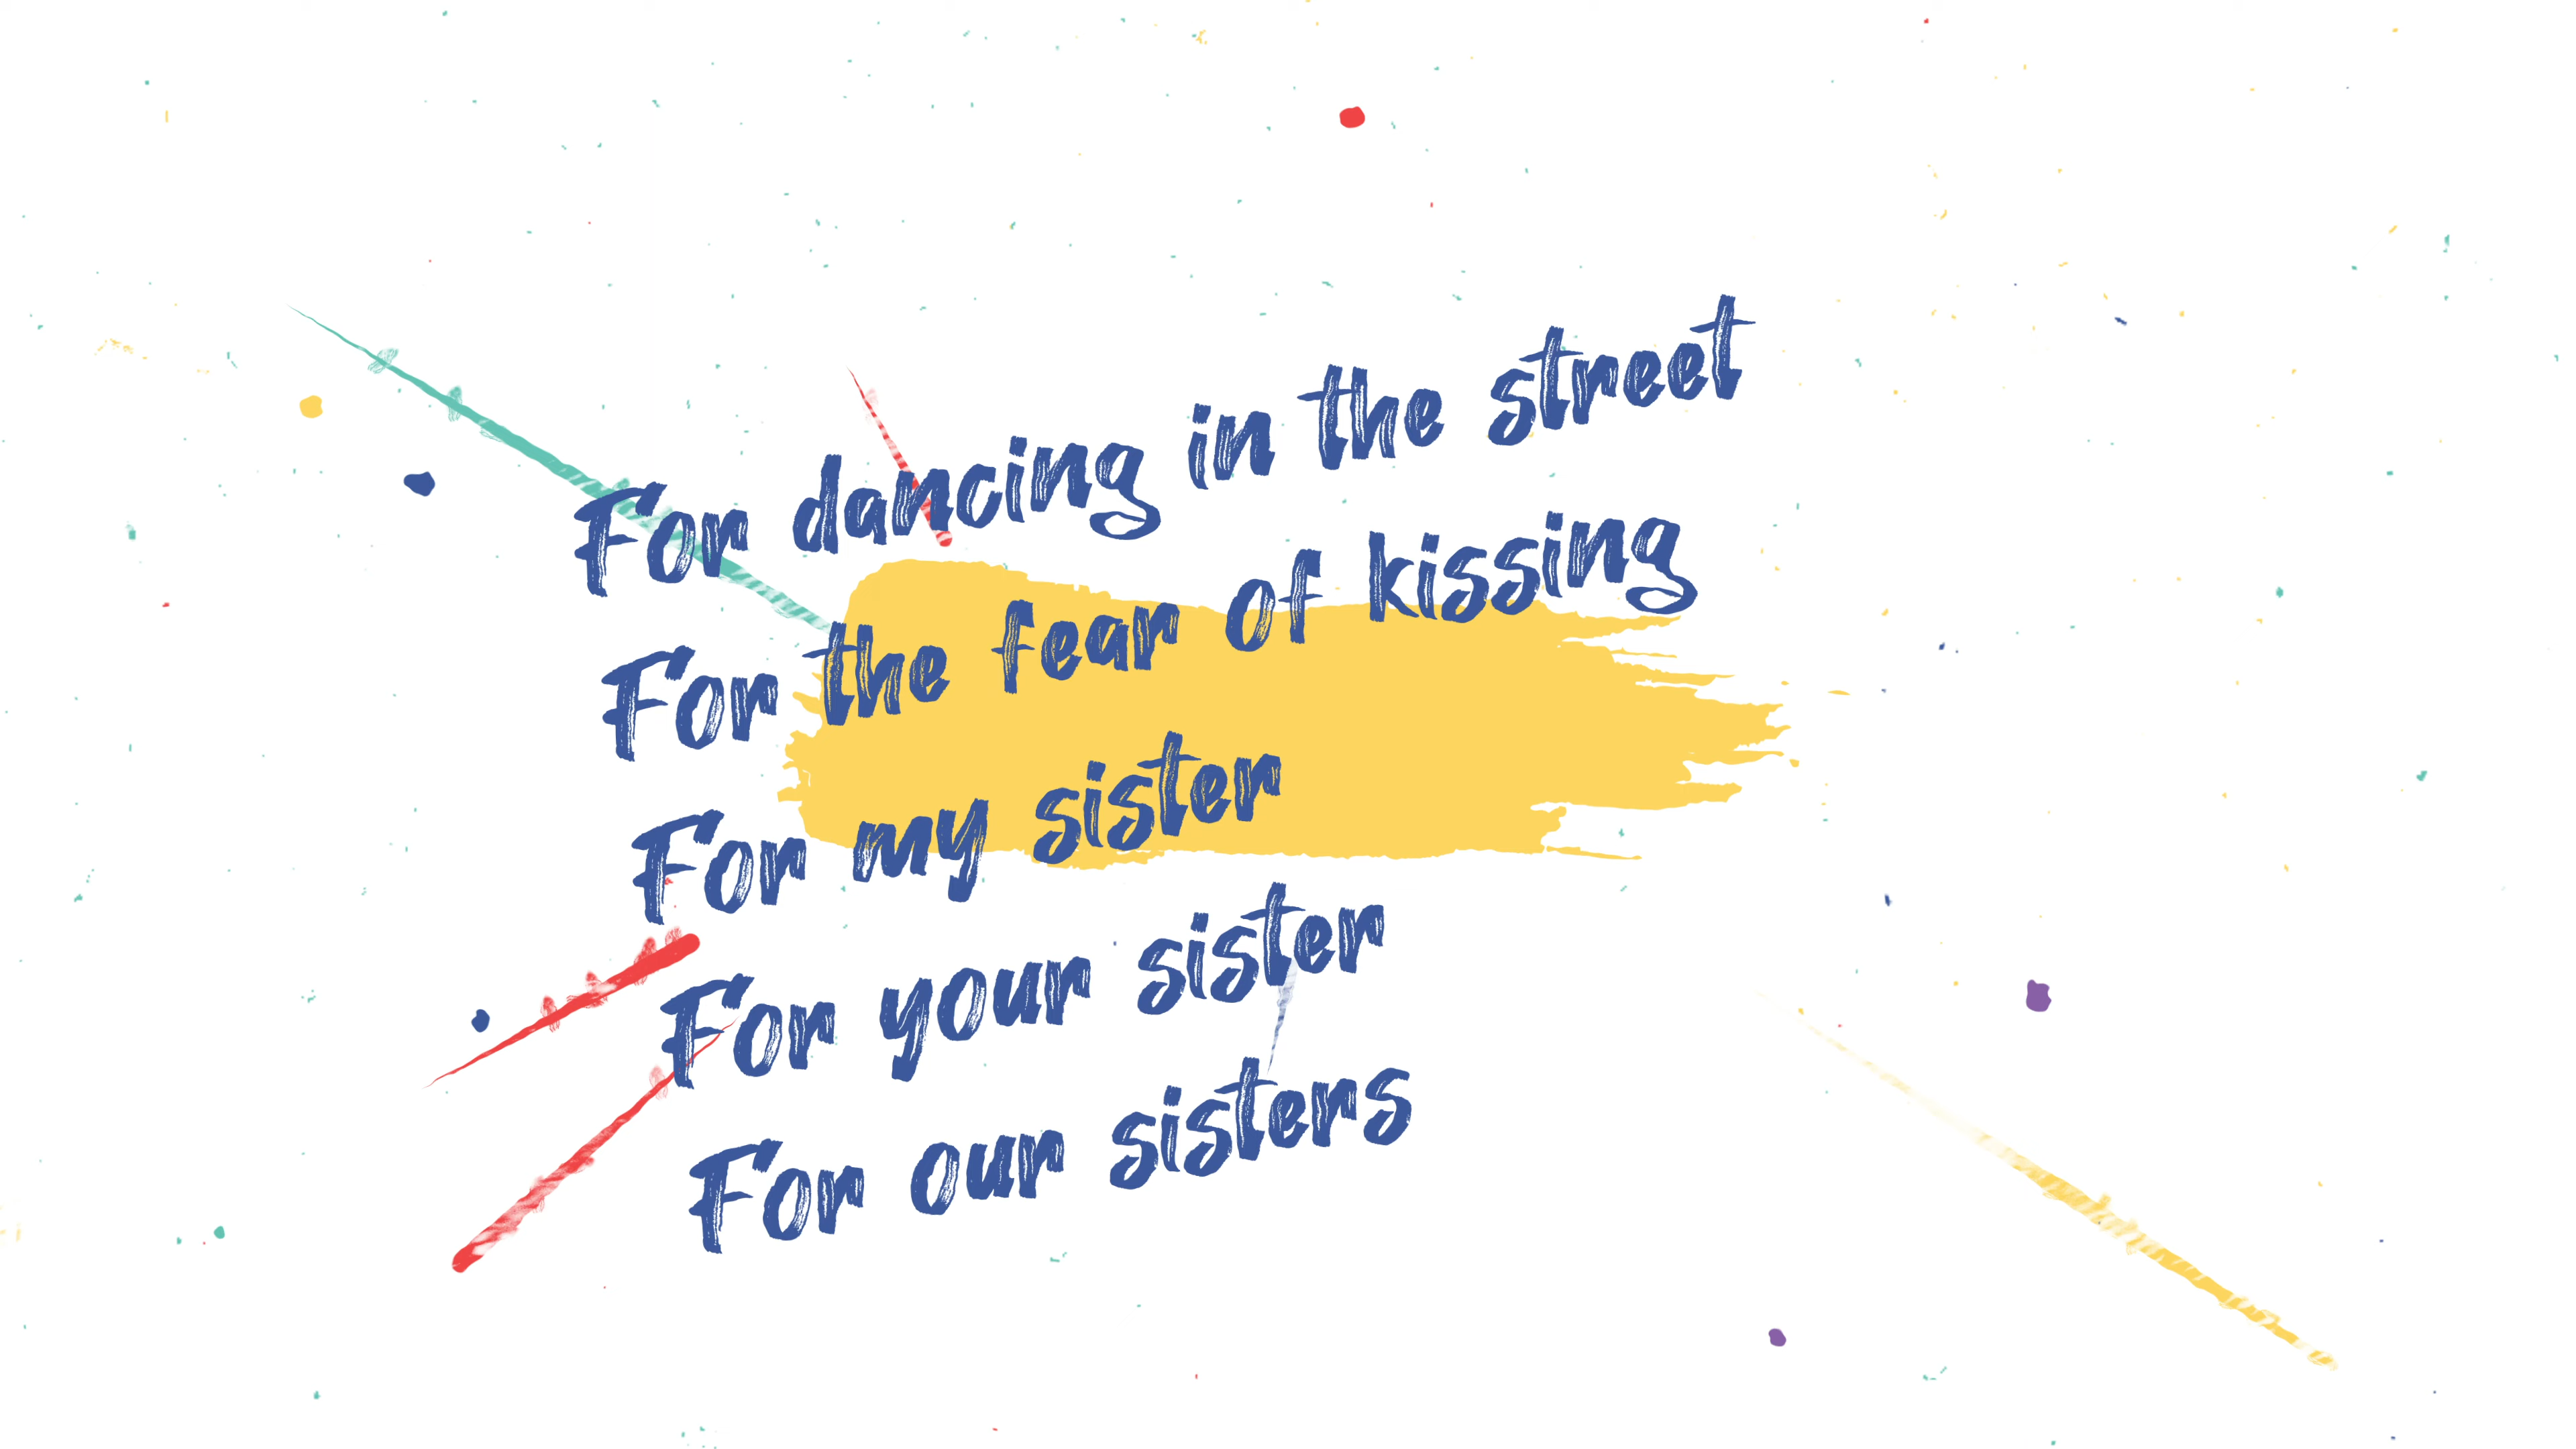 For dancing in the street
For the fear of kissing
For my sister
For your sister
For our sisters